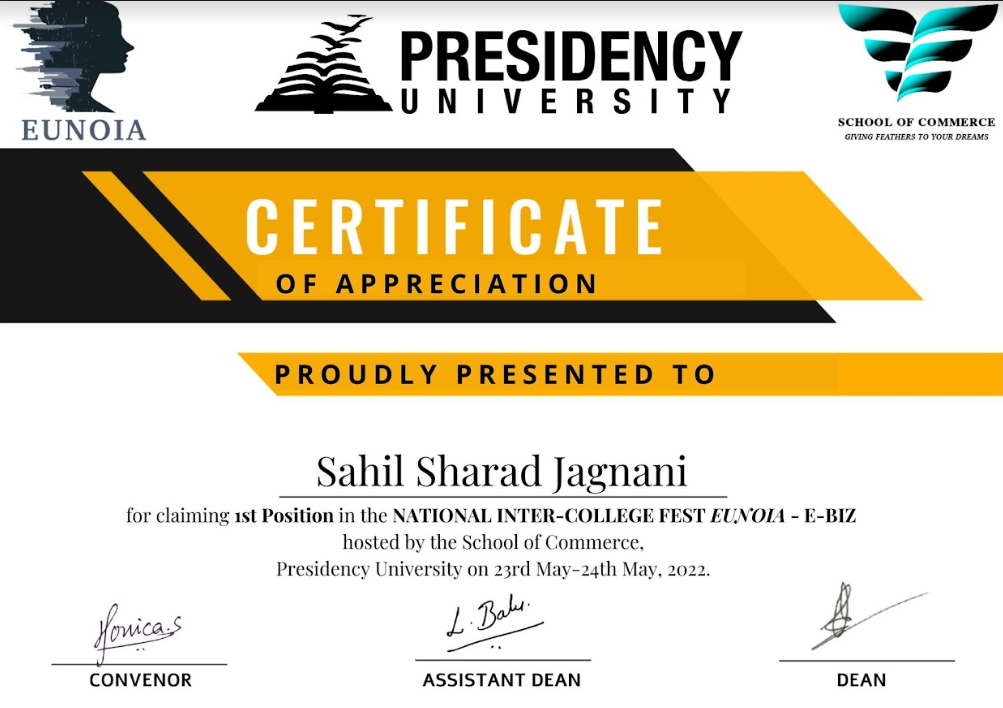 EUNOIA
PRESIDENCY
UNIVERSITY
SCHOOL OF COMMERCE
GIVING FEATHERS TO YOUR DREAMS
CERTIFICATE
OF APPRECIATION
PROUDLY PRESENTED TO
Sahil Sharad Jagnani
for claiming 1st Position in the NATIONAL INTER-COLLEGE FEST EUNOIA - E-BIZ
hosted by the School of Commerce,
Presidency University on 23rd May-24th May, 2022.
Monica.S
L. Balu.
CONVENOR
ASSISTANT DEAN
DEAN